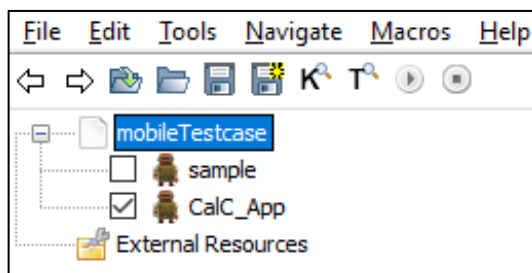 File Edit Tools Navigate Macros Help
K T
mobileTestcase
sample
CalC_App
External Resources